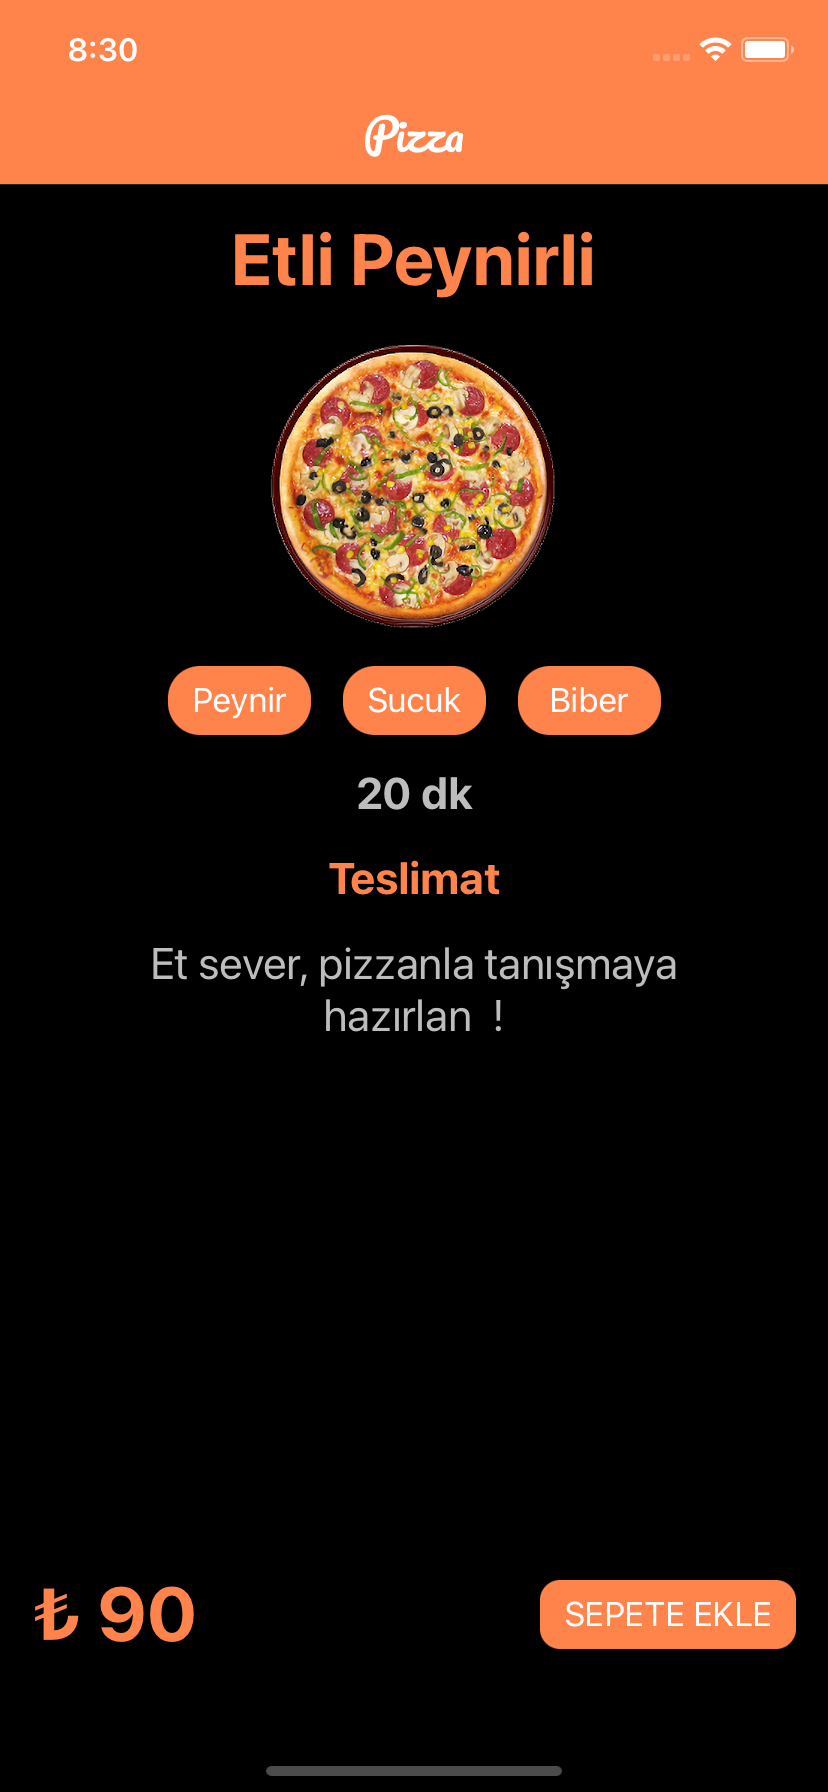 8:30
Pizza
Etli Peynirli
Peynir Sucuk Biber
20 dk
Teslimat
Et sever, pizzanla tanışmaya
hazırlan  !
₺ 90 SEPETE EKLE